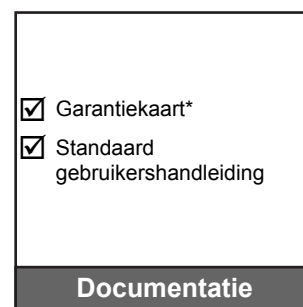 ☑ Garantiekaart*
☑ Standaard
gebruikershandleiding
Documentatie